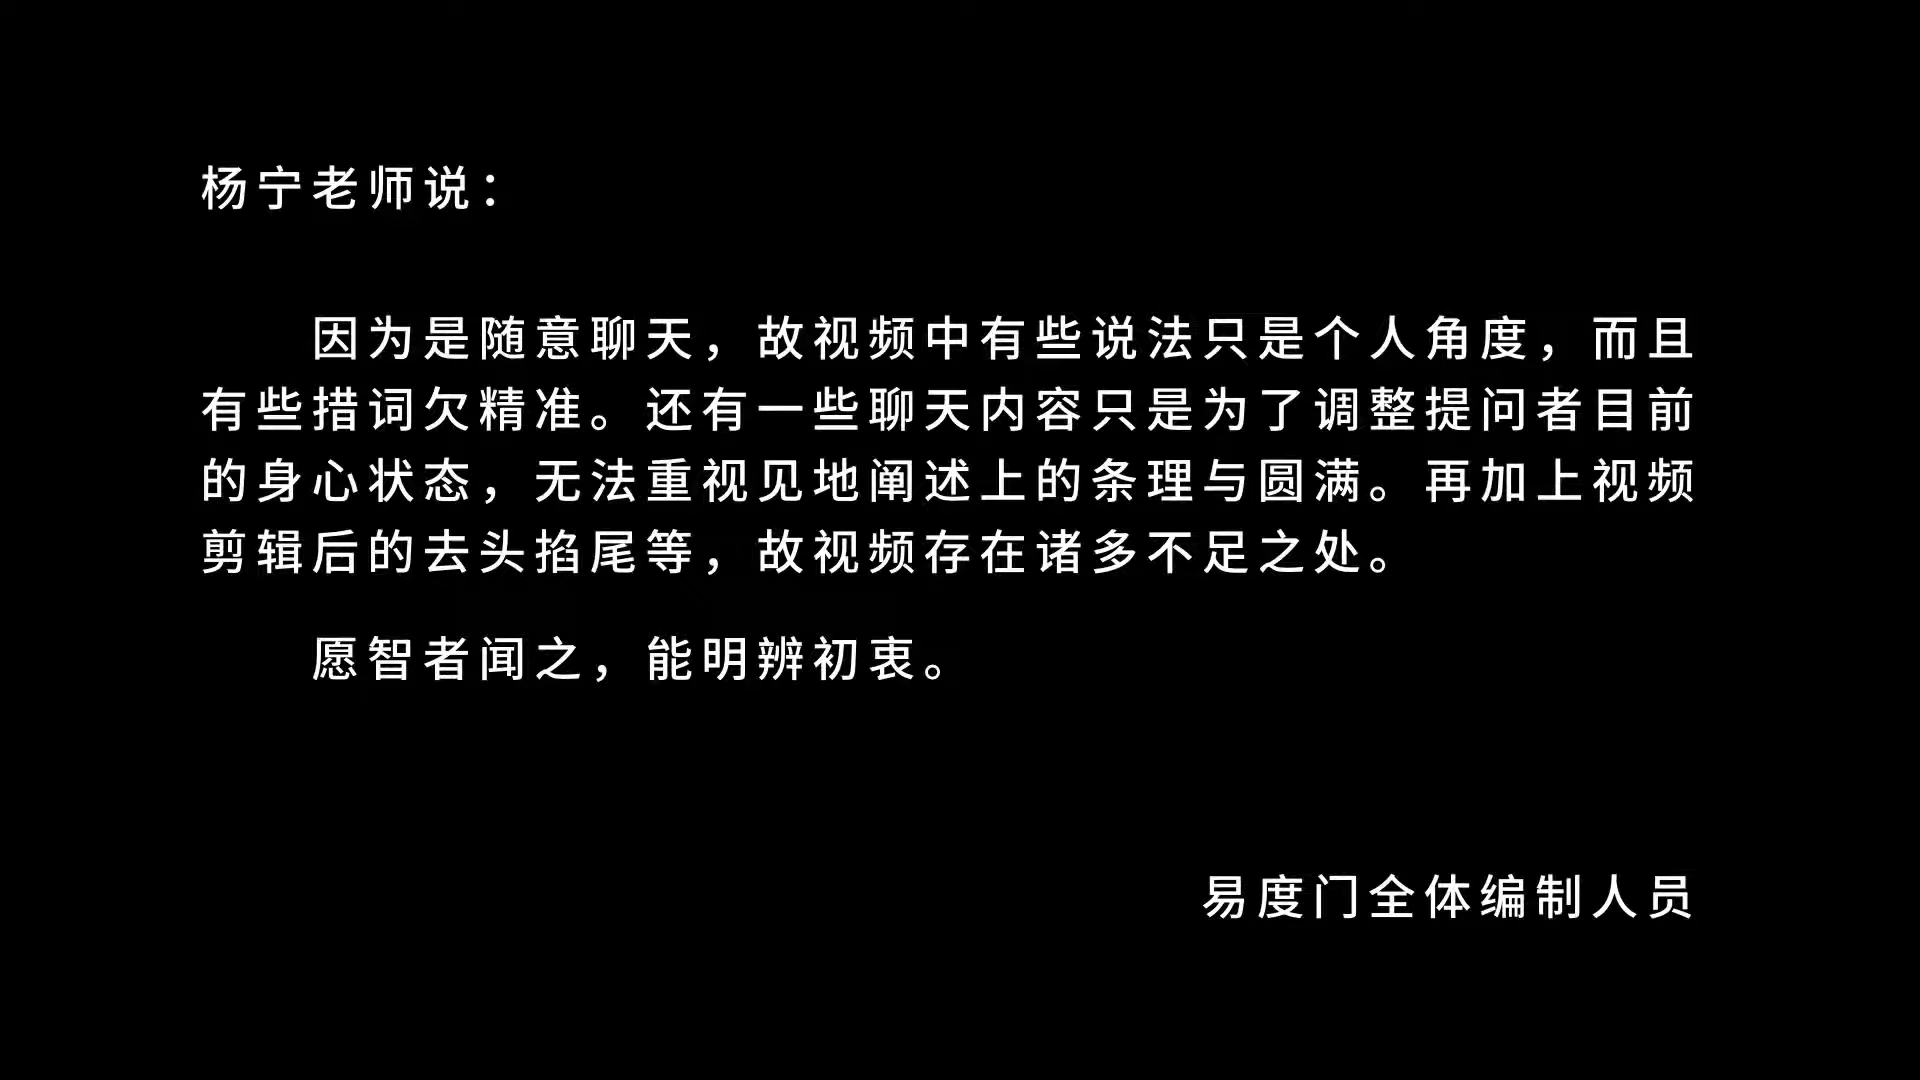 杨宁老师说：
因为是随意聊天，故视频中有些说法只是个人角度，而且
有些措词欠精准。还有一些聊天内容只是为了调整提问者目前
的身心状态，无法重视见地阐述上的条理与圆满。再加上视频
剪辑后的去头掐尾等，故视频存在诸多不足之处。
愿智者闻之，能明辨初衷。
易度门全体编制人员